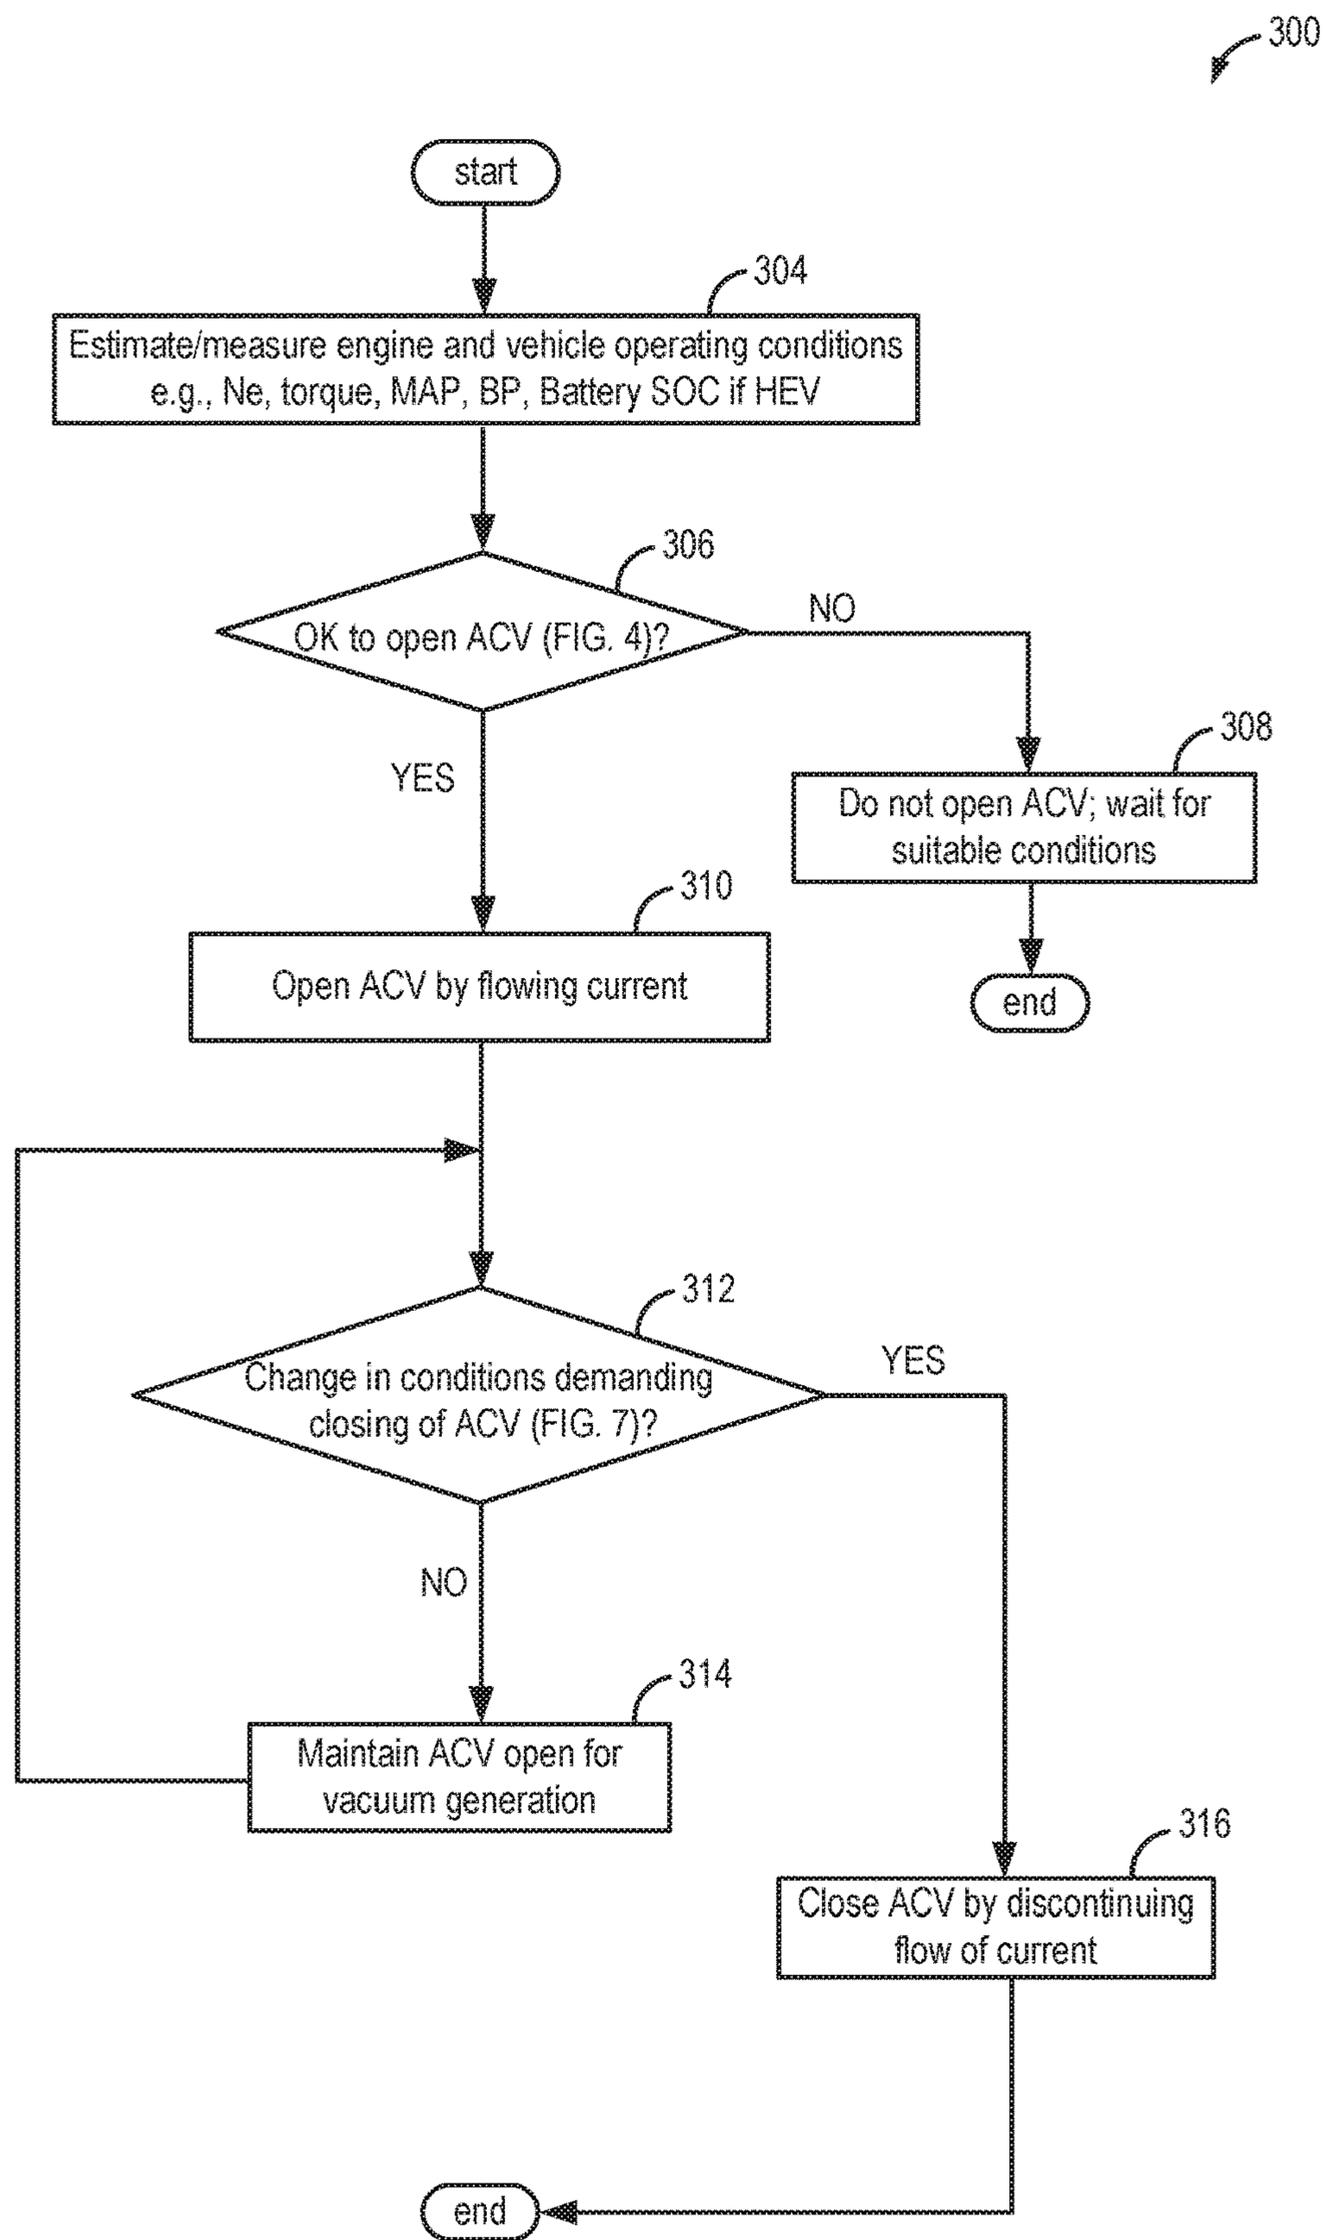 300
start
304
Estimate/measure engine and vehicle operating conditions
e.g., Ne, torque, MAP, BP, Battery SOC if HEV
306
OK to open ACV (FIG. 4)?
NO
YES
308
Do not open ACV; wait for
suitable conditions
end
310
Open ACV by flowing current
312
Change in conditions demanding
closing of ACV (FIG. 7)?
YES
NO
314
Maintain ACV open for
vacuum generation
316
Close ACV by discontinuing
flow of current
end